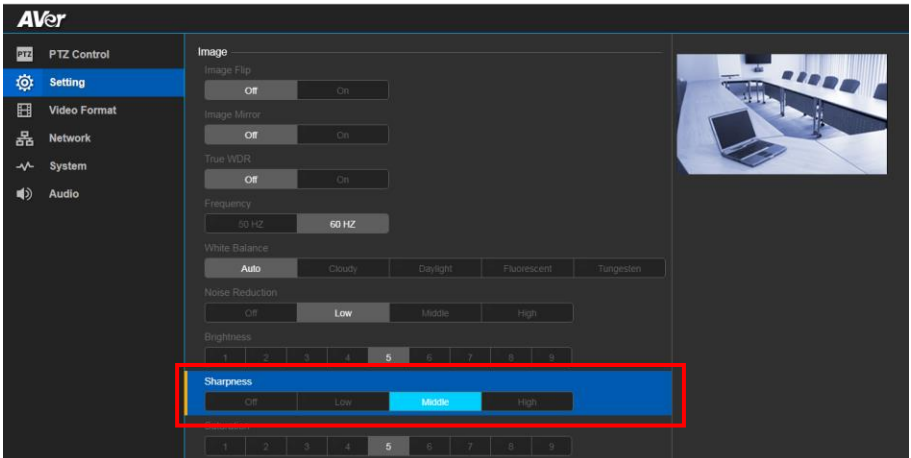 AVer
PTZ PTZ Control
Setting
Video Format
Network
System
Audio
Image
Image Flip
Off On
Image Mirror
Off On
True WDR
Off On
Frequency
50 HZ 60 HZ
White Balance
Auto Cloudy Daylight Fluorescent Tungesten
Noise Reduction
Off Low Middle High
Brightness
1 2 3 4 5 6 7 8 9
Sharpness
Off Low Middle High
Saturation
1 2 3 4 5 6 7 8 9